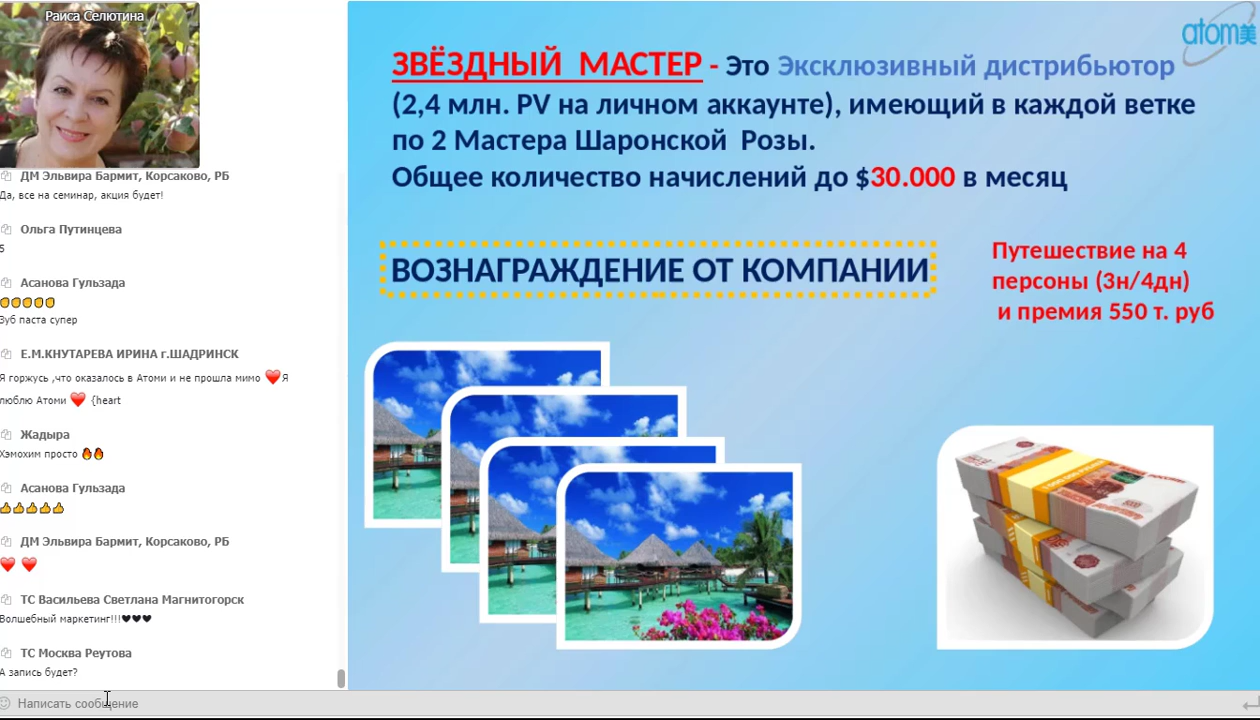 Раиса Селютина
ДМ Эльвира Бармит, Корсаково, РБ
Да, все на семинар, акция будет!
Ольга Путинцева
5
Асанова Гульзада
Зуб паста супер
Е.М.КНУТАРЕВА ИРИНА г.ШАДРИНСК
Я горжусь ,что оказалось в Атоми и не прошла мимо ❤️Я
люблю Атоми ❤️ {heart
Жадыра
Хэмохим просто 🔥🔥
Асанова Гульзада
👍👍👍👍👍
ДМ Эльвира Бармит, Корсаково, РБ
❤️ ❤️
ТС Васильева Светлана Магнитогорск
Волшебный маркетинг!!!♥♥♥
ТС Москва Реутова
А запись будет?
Написать сообщение
atom美
ЗВЁЗДНЫЙ МАСТЕР - Это Эксклюзивный дистрибьютор
(2,4 млн. PV на личном аккаунте), имеющий в каждой ветке
по 2 Мастера Шаронской Розы.
Общее количество начислений до $30.000 в месяц
ВОЗНАГРАЖДЕНИЕ ОТ КОМПАНИИ
Путешествие на 4
персоны (3н/4дн)
и премия 550 т. руб